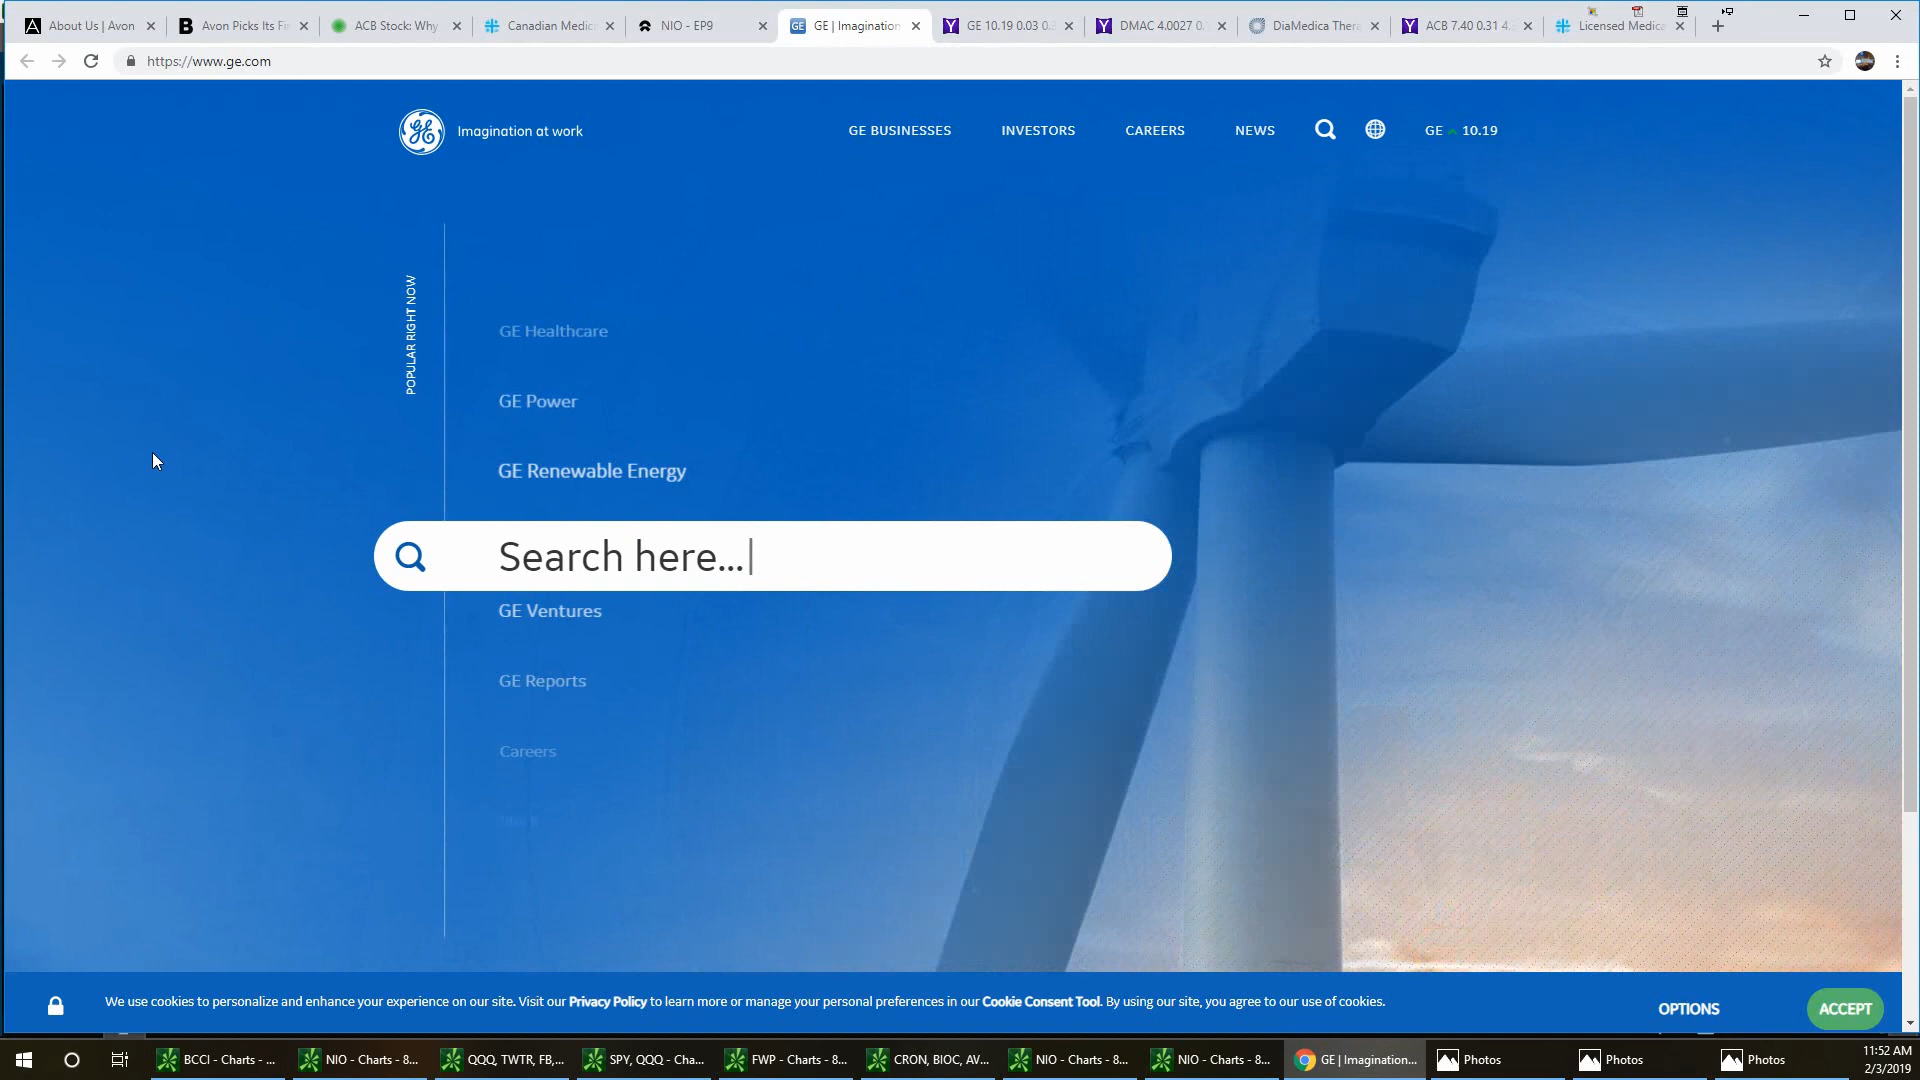 About Us | Avon
Avon Picks Its Fi
ACB Stock: Why
Canadian Medic
NIO - EP9
GE | Imagination
GE 10.19 0.03 0.
DMAC 4.0027 0.
DiaMedica Thera
ACB 7.40 0.31 4.
Licensed Medica
https://www.ge.com
Imagination at work
GE BUSINESSES
INVESTORS
CAREERS
NEWS
GE 10.19
POPULAR RIGHT NOW
GE Healthcare
GE Power
GE Renewable Energy
Search here...
GE Ventures
GE Reports
Careers
We use cookies to personalize and enhance your experience on our site. Visit our Privacy Policy to learn more or manage your personal preferences in our Cookie Consent Tool. By using our site, you agree to our use of cookies.
OPTIONS
ACCEPT
BCCI - Charts - ...
NIO - Charts - 8...
QQQ, TWTR, FB,...
SPY, QQQ - Cha...
FWP - Charts - 8...
CRON, BIOC, AV...
NIO - Charts - 8...
NIO - Charts - 8...
GE | Imagination...
Photos
Photos
Photos
11:52 AM
2/3/2019